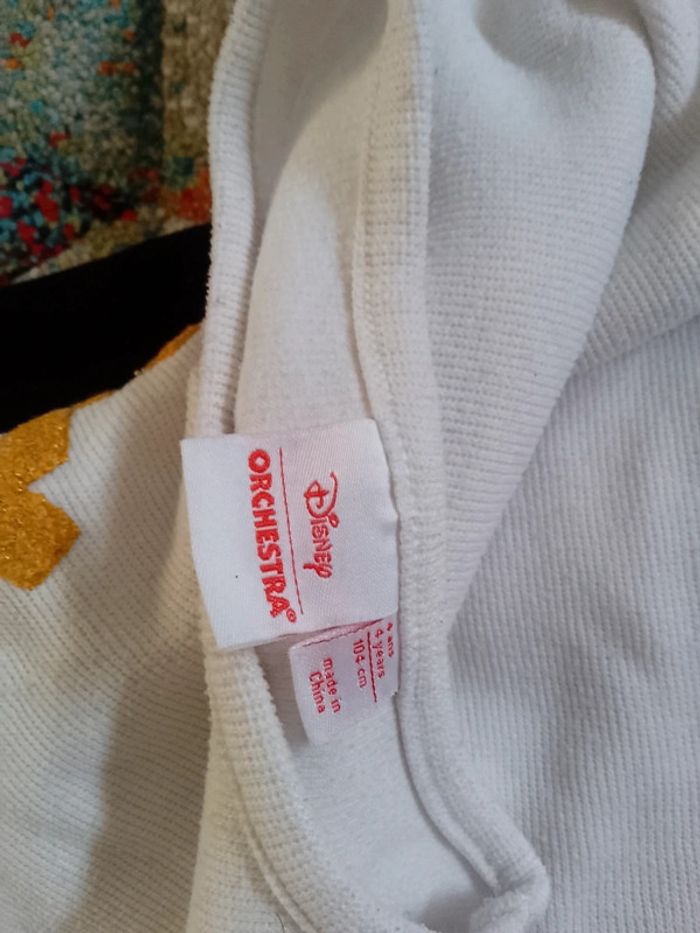 Disney
ORCHESTRA®
4 ans
4 years
104 cm
made in
China